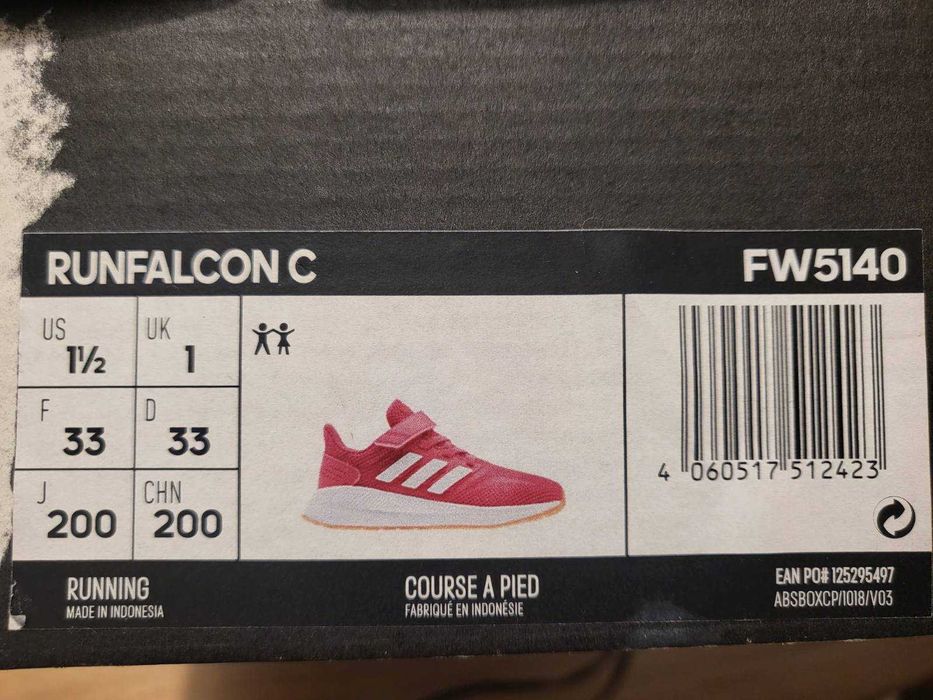 RUNFALCON C FW5140
US 1½ UK 1
F 33 D 33
J 200 CHN 200
4 060517 512423
RUNNING
MADE IN INDONESIA
COURSE A PIED
FABRIQUÉ EN INDONÉSIE
EAN PO# 125295497
ABSBOXCP/1018/V03